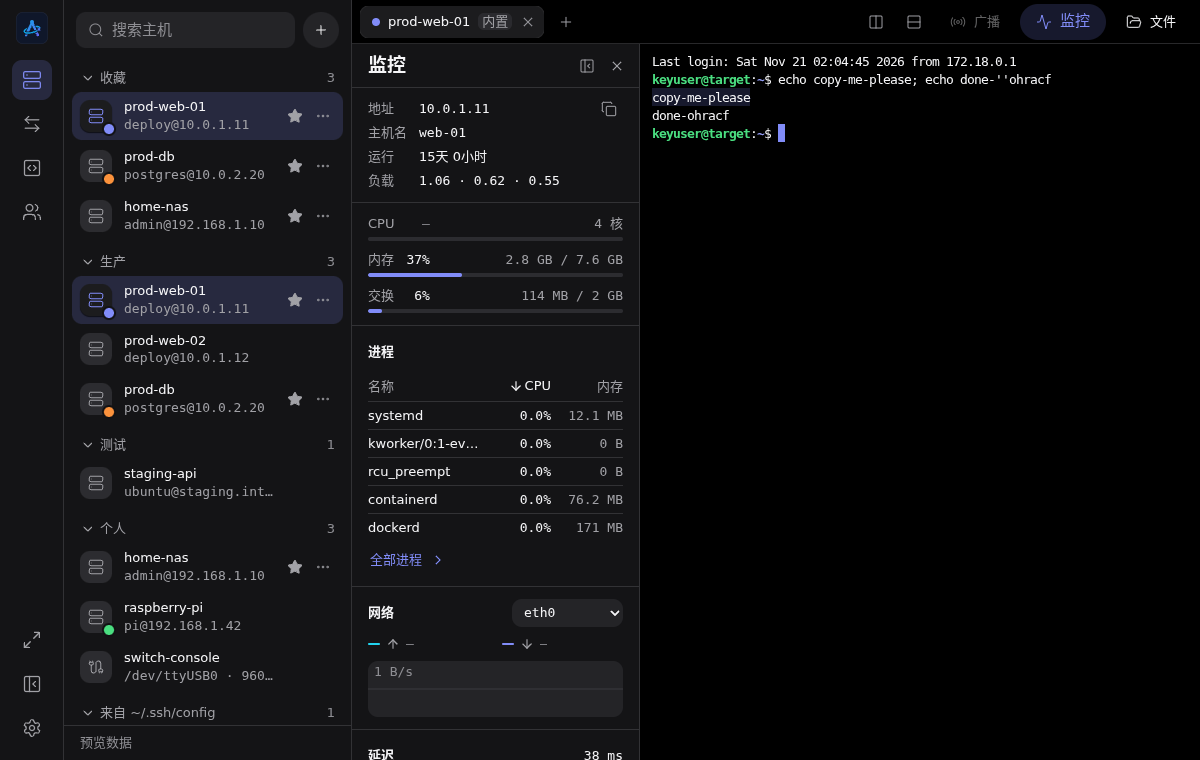 搜索主机
收藏 3
prod-web-01
deploy@10.0.1.11
prod-db
postgres@10.0.2.20
home-nas
admin@192.168.1.10
生产 3
prod-web-01
deploy@10.0.1.11
prod-web-02
deploy@10.0.1.12
prod-db
postgres@10.0.2.20
测试 1
staging-api
ubuntu@staging.int…
个人 3
home-nas
admin@192.168.1.10
raspberry-pi
pi@192.168.1.42
switch-console
/dev/ttyUSB0 · 960…
来自 ~/.ssh/config 1
预览数据
prod-web-01 内置
广播 监控 文件
监控
地址 10.0.1.11
主机名 web-01
运行 15天 0小时
负载 1.06 · 0.62 · 0.55
CPU — 4 核
内存 37% 2.8 GB / 7.6 GB
交换 6% 114 MB / 2 GB
进程
名称 CPU 内存
systemd 0.0% 12.1 MB
kworker/0:1-ev… 0.0% 0 B
rcu_preempt 0.0% 0 B
containerd 0.0% 76.2 MB
dockerd 0.0% 171 MB
全部进程
网络 eth0
↑ — ↓ —
1 B/s
延迟 38 ms
Last login: Sat Nov 21 02:04:45 2026 from 172.18.0.1
keyuser@target:~$ echo copy-me-please; echo done-''ohracf
copy-me-please
done-ohracf
keyuser@target:~$